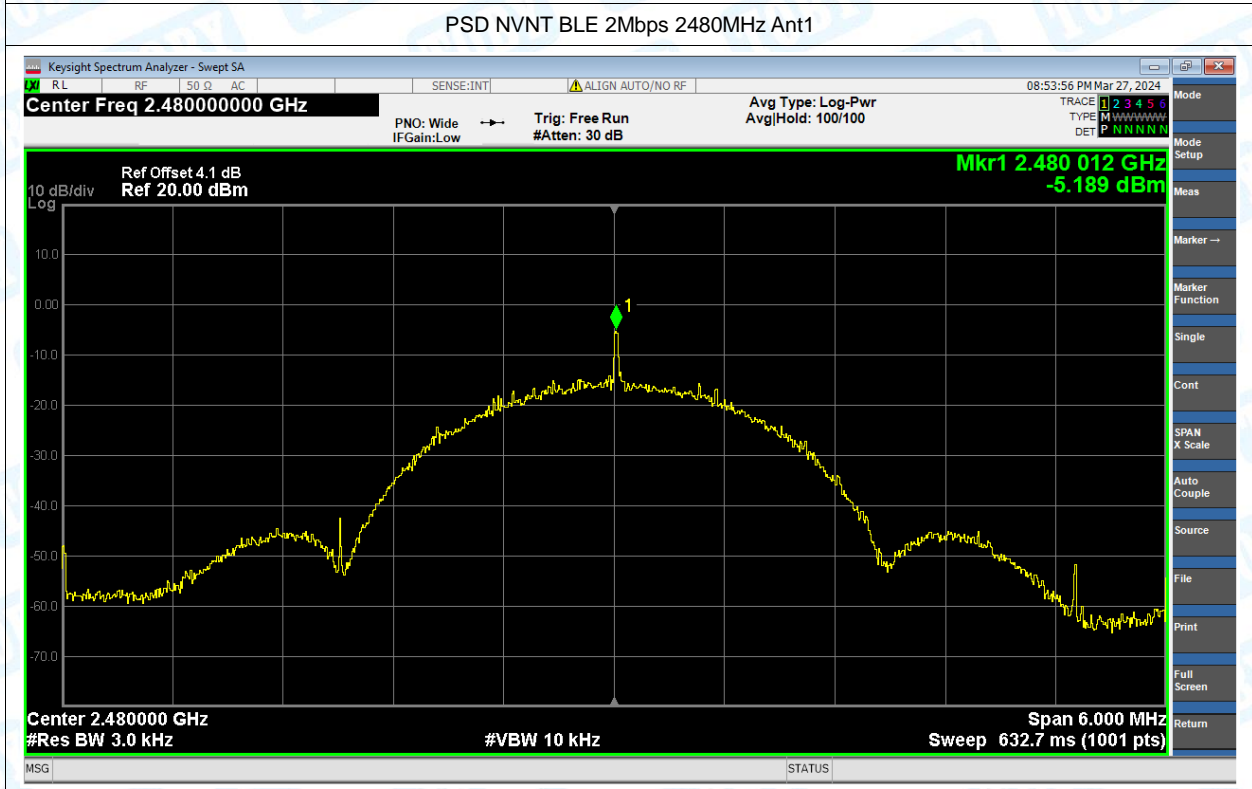 PSD NVNT BLE 2Mbps 2480MHz Ant1
Keysight Spectrum Analyzer - Swept SA
LXI RL RF 50 Ω AC SENSE:INT ALIGN AUTO/NO RF 08:53:56 PM Mar 27, 2024
Center Freq 2.480000000 GHz
PNO: Wide
IFGain:Low
Trig: Free Run
#Atten: 30 dB
Avg Type: Log-Pwr
Avg|Hold: 100/100
TRACE 1 2 3 4 5 6
TYPE M WWWWW
DET P N N N N N
Ref Offset 4.1 dB
10 dB/div Ref 20.00 dBm
Log
Mkr1 2.480 012 GHz
-5.189 dBm
10.0
0.00
-10.0
-20.0
-30.0
-40.0
-50.0
-60.0
-70.0
1
Center 2.480000 GHz
Span 6.000 MHz
#Res BW 3.0 kHz
#VBW 10 kHz
Sweep 632.7 ms (1001 pts)
MSG
STATUS
Mode
Mode Setup
Meas
Marker →
Marker Function
Single
Cont
SPAN X Scale
Auto Couple
Source
File
Print
Full Screen
Return